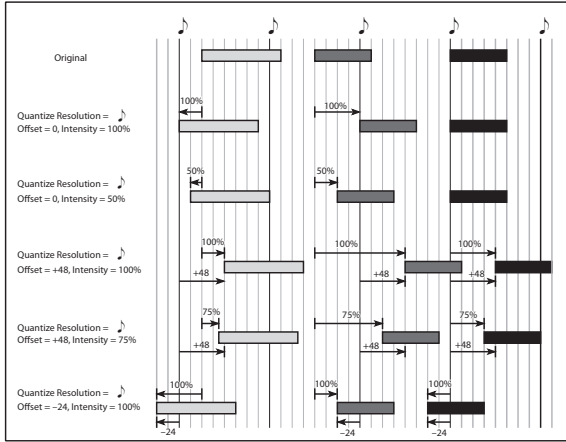 Original
Quantize Resolution = ♪
Offset = 0, Intensity = 100%
100%
100%
Quantize Resolution = ♪
Offset = 0, Intensity = 50%
50%
50%
Quantize Resolution = ♪
Offset = +48, Intensity = 100%
100%
100%
100%
+48
+48
+48
Quantize Resolution = ♪
Offset = +48, Intensity = 75%
75%
75%
75%
+48
+48
+48
Quantize Resolution = ♪
Offset = –24, Intensity = 100%
100%
100%
100%
–24
–24
–24